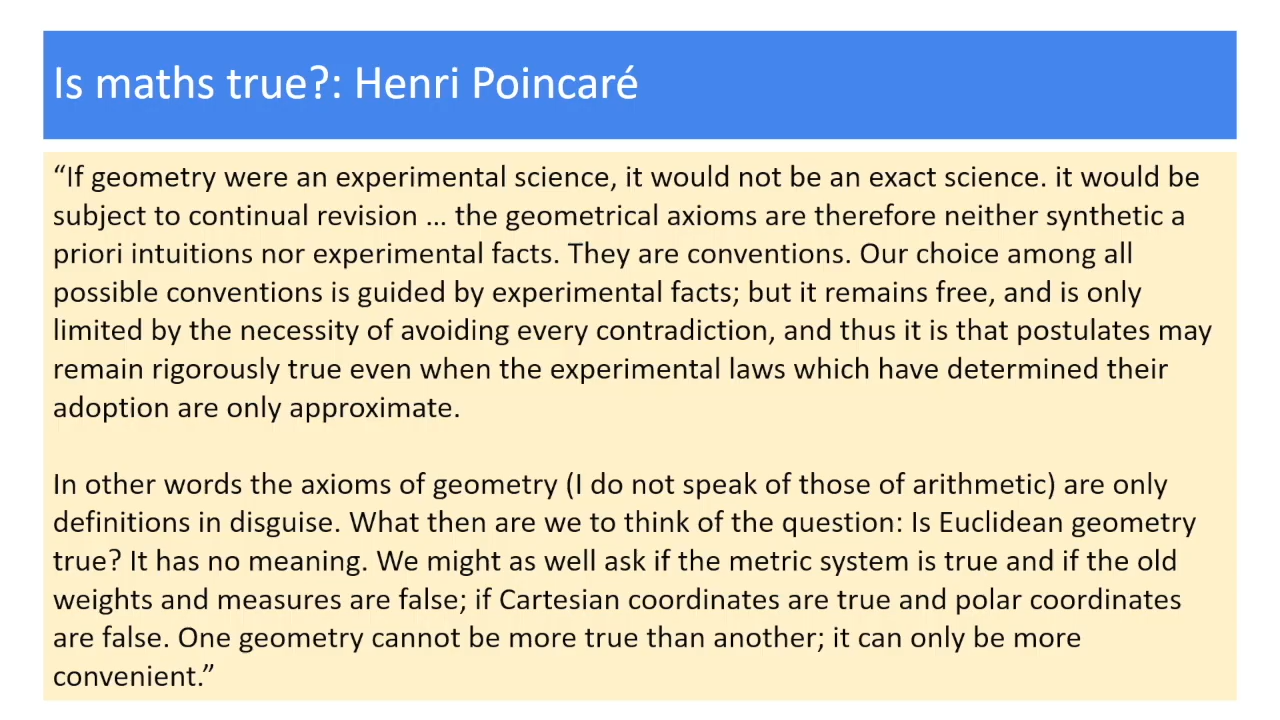 Is maths true?: Henri Poincaré
“If geometry were an experimental science, it would not be an exact science. it would be
subject to continual revision ... the geometrical axioms are therefore neither synthetic a
priori intuitions nor experimental facts. They are conventions. Our choice among all
possible conventions is guided by experimental facts; but it remains free, and is only
limited by the necessity of avoiding every contradiction, and thus it is that postulates may
remain rigorously true even when the experimental laws which have determined their
adoption are only approximate.
In other words the axioms of geometry (I do not speak of those of arithmetic) are only
definitions in disguise. What then are we to think of the question: Is Euclidean geometry
true? It has no meaning. We might as well ask if the metric system is true and if the old
weights and measures are false; if Cartesian coordinates are true and polar coordinates
are false. One geometry cannot be more true than another; it can only be more
convenient.”